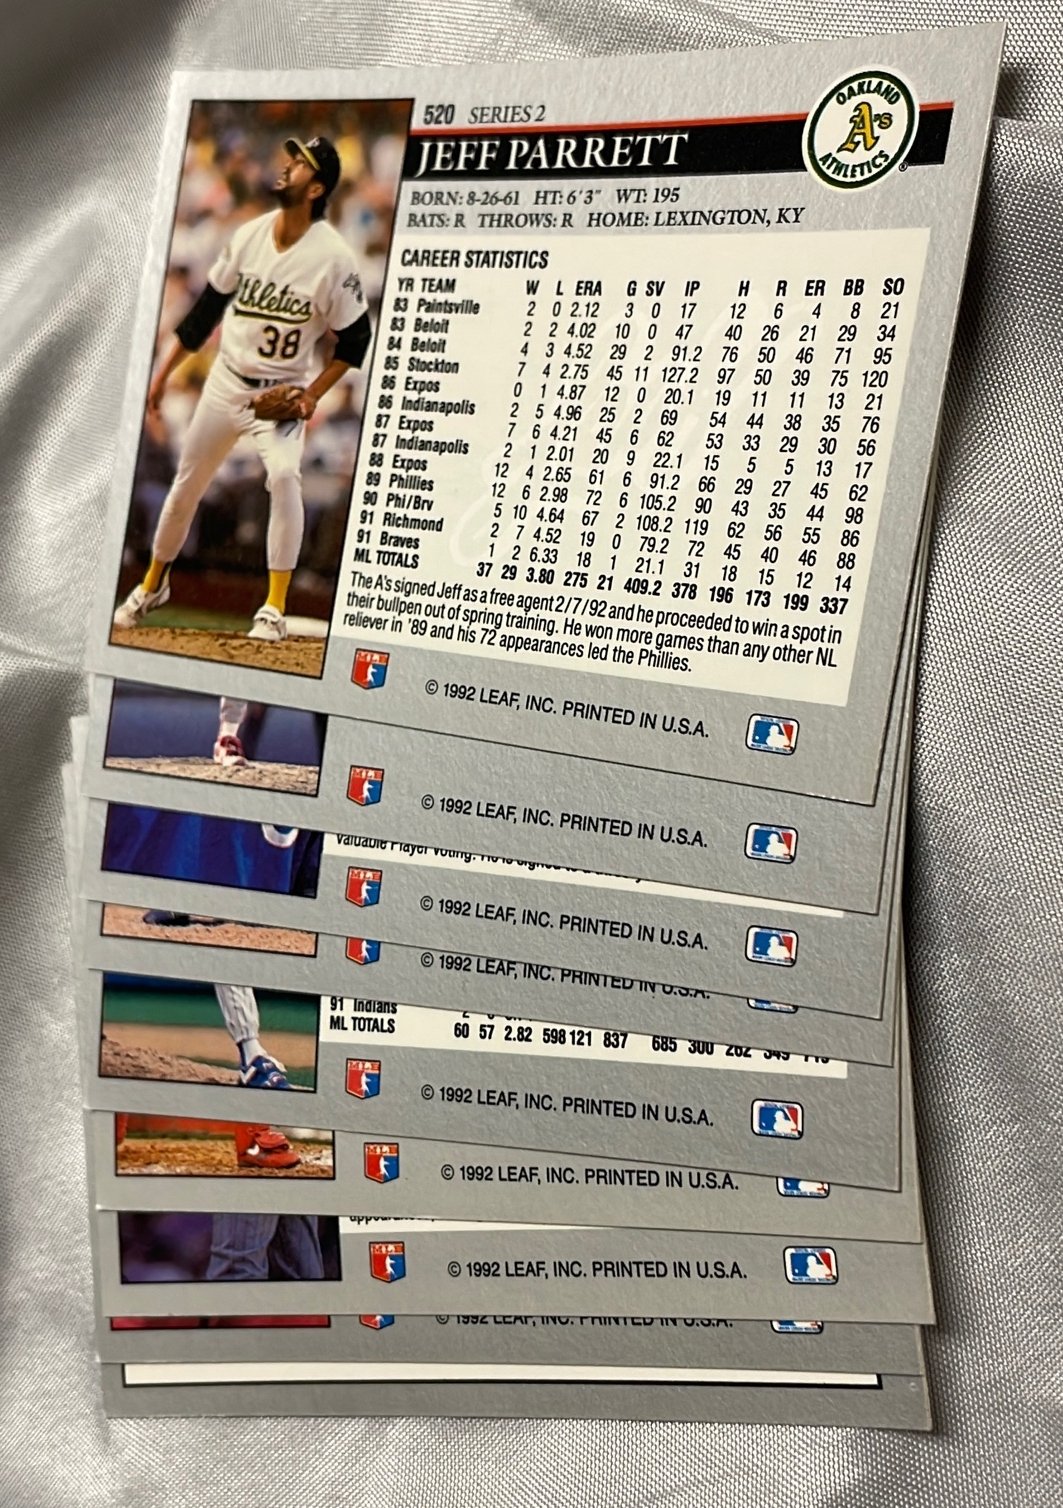 520 SERIES 2
JEFF PARRETT
OAKLAND
A's
ATHLETICS
®
BORN: 8-26-61 HT: 6'3" WT: 195
BATS: R THROWS: R HOME: LEXINGTON, KY
Athletics
38
CAREER STATISTICS
YR TEAM W L ERA G SV IP H R ER BB SO
83 Paintsville 2 0 2.12 3 0 17 12 6 4 8 21
83 Beloit 2 2 4.02 10 0 47 40 26 21 29 34
84 Beloit 4 3 4.52 29 2 91.2 76 50 46 71 95
85 Stockton 7 4 2.75 45 11 127.2 97 50 39 75 120
86 Expos 0 1 4.87 12 0 20.1 19 11 11 13 21
86 Indianapolis 2 5 4.96 25 2 69 54 44 38 35 76
87 Expos 7 6 4.21 45 6 62 53 33 29 30 56
87 Indianapolis 2 1 2.01 20 9 22.1 15 5 5 13 17
88 Expos 12 4 2.65 61 6 91.2 66 29 27 45 62
89 Phillies 12 6 2.98 72 6 105.2 90 43 35 44 98
90 Phi/Brv 5 10 4.64 67 2 108.2 119 62 56 55 86
91 Richmond 2 7 4.52 19 0 79.2 72 45 40 46 88
91 Braves 1 2 6.33 18 1 21.1 31 18 15 12 14
ML TOTALS 37 29 3.80 275 21 409.2 378 196 173 199 337
The A's signed Jeff as a free agent 2/7/92 and he proceeded to win a spot in
their bullpen out of spring training. He won more games than any other NL
reliever in '89 and his 72 appearances led the Phillies.
© 1992 LEAF, INC. PRINTED IN U.S.A.
© 1992 LEAF, INC. PRINTED IN U.S.A.
Valuable Player voting. He is signed
© 1992 LEAF, INC. PRINTED IN U.S.A.
© 1992 LEAF, INC. PRINTED IN U.S.A.
91 Indians
ML TOTALS 60 57 2.82 598 121 837 685 300 262 349
© 1992 LEAF, INC. PRINTED IN U.S.A.
© 1992 LEAF, INC. PRINTED IN U.S.A.
© 1992 LEAF, INC. PRINTED IN U.S.A.
© 1992 LEAF, INC. PRINTED IN U.S.A.